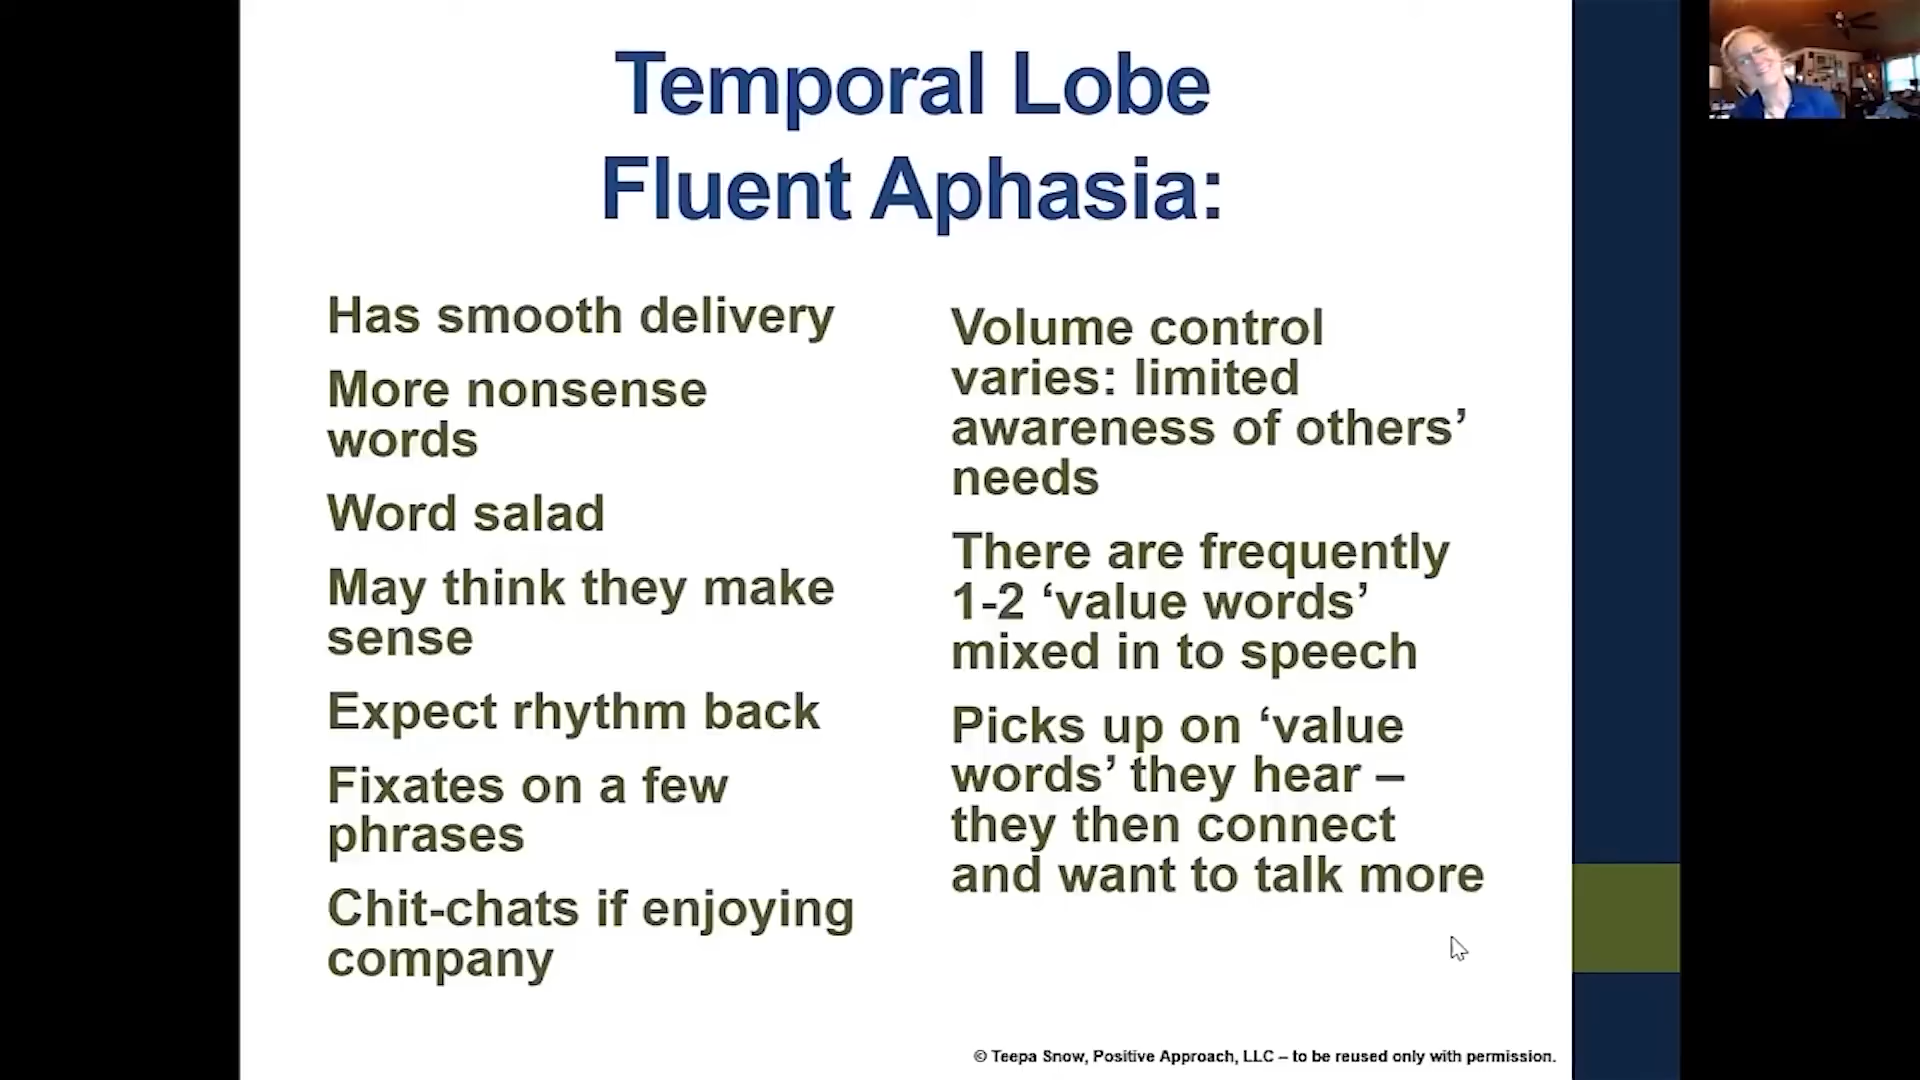 Temporal Lobe
Fluent Aphasia:
Has smooth delivery
More nonsense
words
Word salad
May think they make
sense
Expect rhythm back
Fixates on a few
phrases
Chit-chats if enjoying
company
Volume control
varies: limited
awareness of others’
needs
There are frequently
1-2 ‘value words’
mixed in to speech
Picks up on ‘value
words’ they hear –
they then connect
and want to talk more
© Teepa Snow, Positive Approach, LLC – to be reused only with permission.